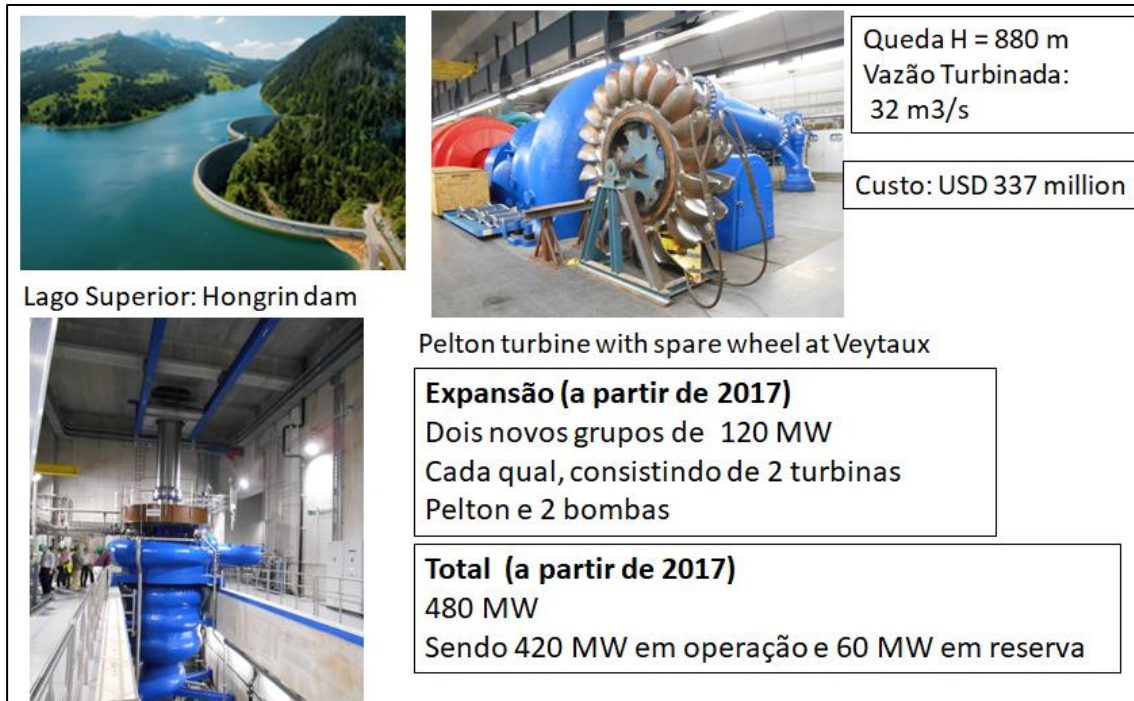 Queda H = 880 m
Vazão Turbinada:
32 m3/s
Custo: USD 337 million
Lago Superior: Hongrin dam
Pelton turbine with spare wheel at Veytaux
Expansão (a partir de 2017)
Dois novos grupos de 120 MW
Cada qual, consistindo de 2 turbinas
Pelton e 2 bombas
Total (a partir de 2017)
480 MW
Sendo 420 MW em operação e 60 MW em reserva